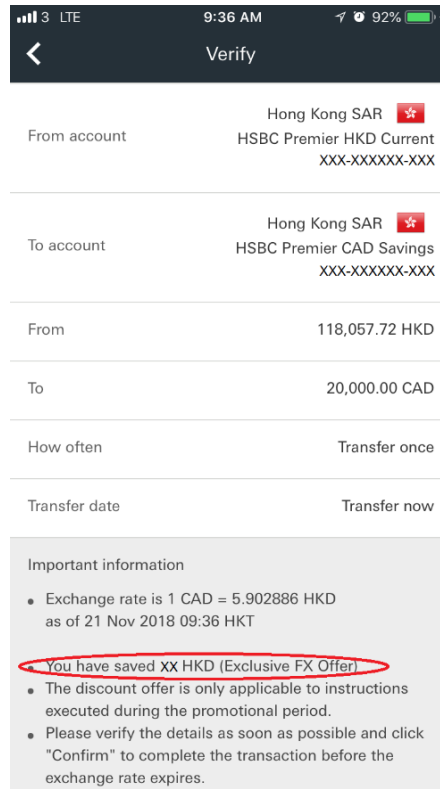 3 LTE 9:36 AM 92%
Verify
Hong Kong SAR
From account HSBC Premier HKD Current
XXX-XXXXXX-XXX
Hong Kong SAR
To account HSBC Premier CAD Savings
XXX-XXXXXX-XXX
From 118,057.72 HKD
To 20,000.00 CAD
How often Transfer once
Transfer date Transfer now
Important information
• Exchange rate is 1 CAD = 5.902886 HKD
as of 21 Nov 2018 09:36 HKT
• You have saved XX HKD (Exclusive FX Offer)
• The discount offer is only applicable to instructions
executed during the promotional period.
• Please verify the details as soon as possible and click
"Confirm" to complete the transaction before the
exchange rate expires.